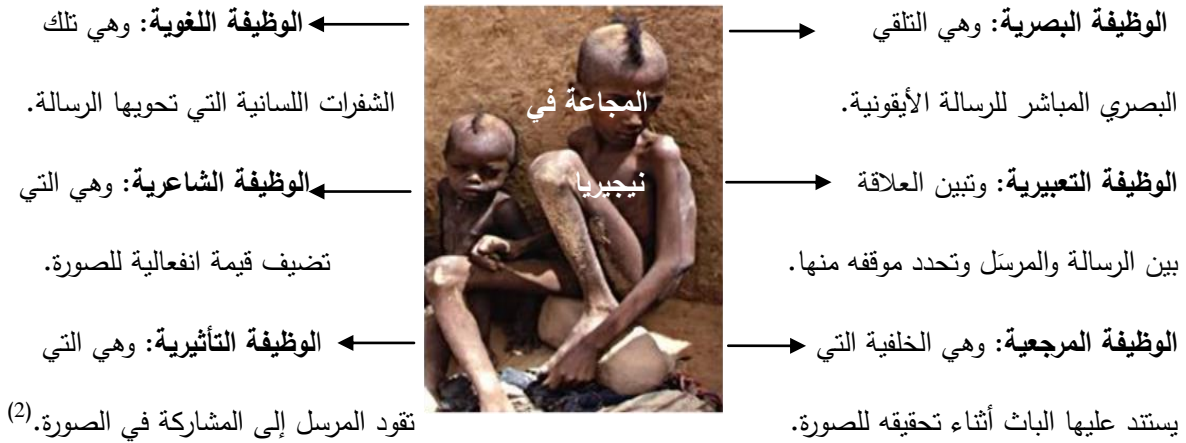 الوظيفة البصرية: وهي التلقي
البصري المباشر للرسالة الأيقونية.
الوظيفة التعبيرية: وتبين العلاقة
بين الرسالة والمرسَل وتحدد موقفه منها.
الوظيفة المرجعية: وهي الخلفية التي
يستند عليها الباث أثناء تحقيقه للصورة.
المجاعة في
نيجيريا
الوظيفة اللغوية: وهي تلك
الشفرات اللسانية التي تحويها الرسالة.
الوظيفة الشاعرية: وهي التي
تضيف قيمة انفعالية للصورة.
الوظيفة التأثيرية: وهي التي
تقود المرسل إلى المشاركة في الصورة.(2)